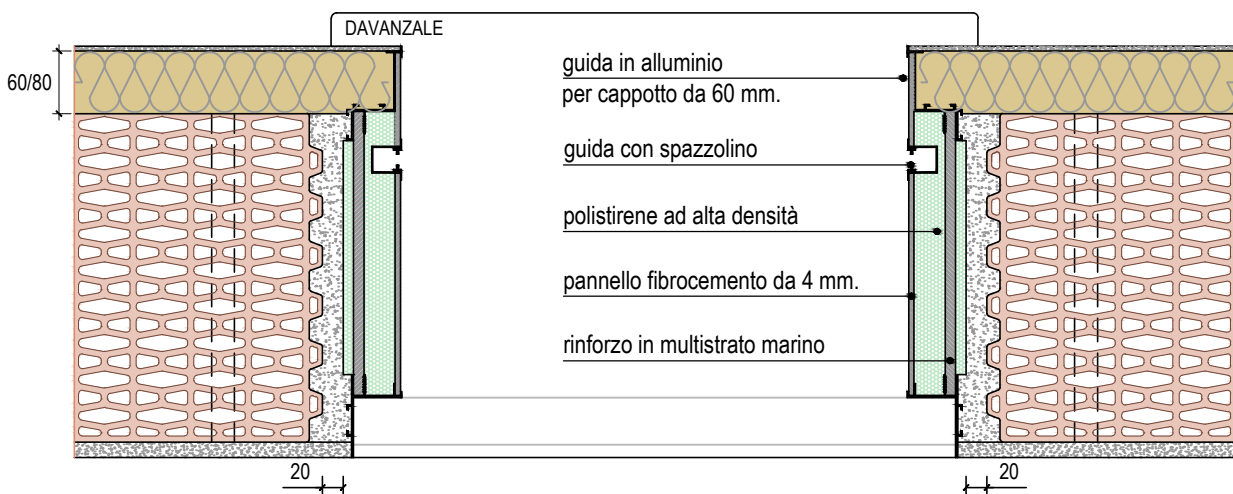 DAVANZALE
60/80
guida in alluminio
per cappotto da 60 mm.
guida con spazzolino
polistirene ad alta densità
pannello fibrocemento da 4 mm.
rinforzo in multistrato marino
20
20